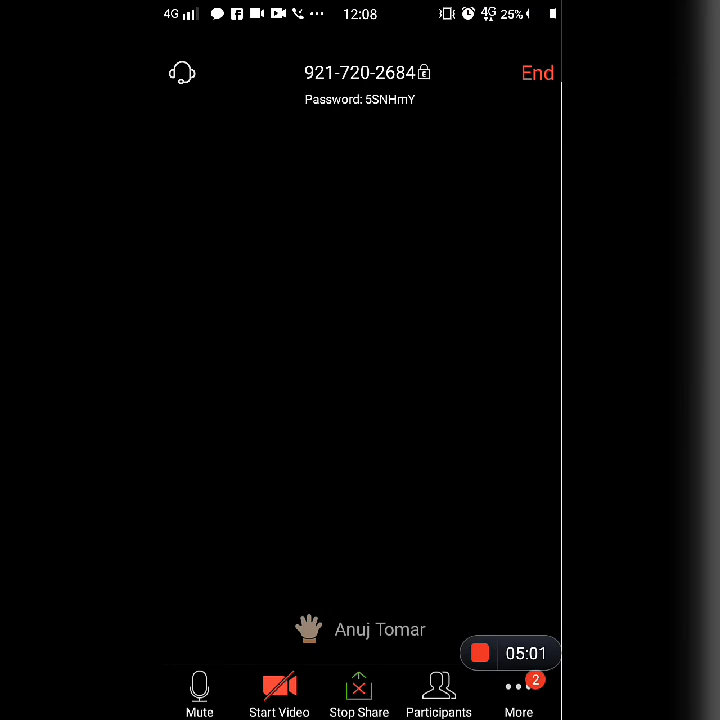 4G 12:08 4G 25%
921-720-2684 End
Password: 5SNHmY
Anuj Tomar
05:01
2
Mute Start Video Stop Share Participants More